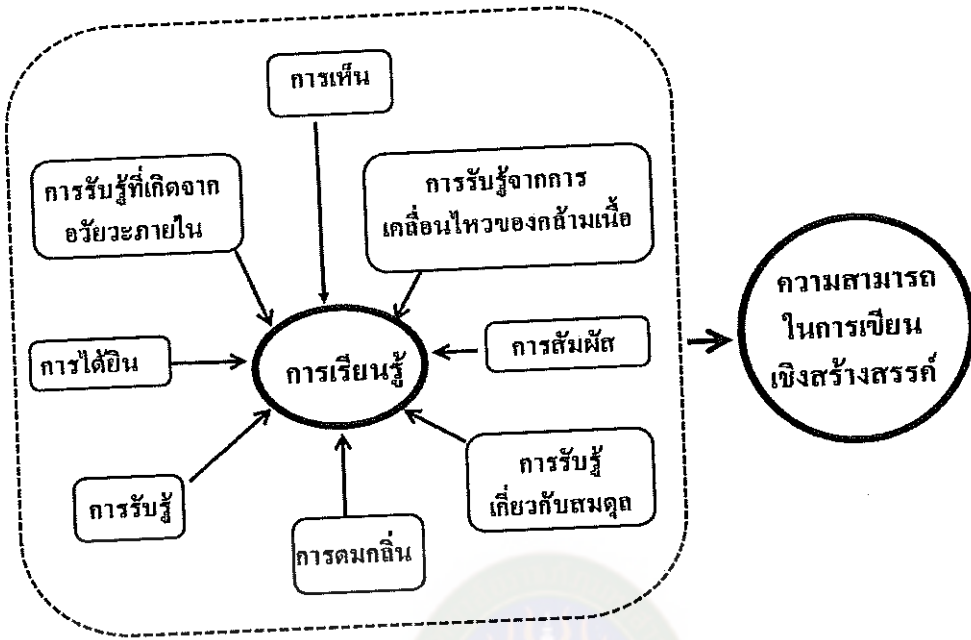 การเห็น
การรับรู้ที่เกิดจาก
อวัยวะภายใน
การรับรู้จากการ
เคลื่อนไหวของกล้ามเนื้อ
ความสามารถ
ในการเขียน
เชิงสร้างสรรค์
การได้ยิน
การเรียนรู้
การสัมผัส
การรับรู้
การดมกลิ่น
การรับรู้
เกี่ยวกับสมดุล